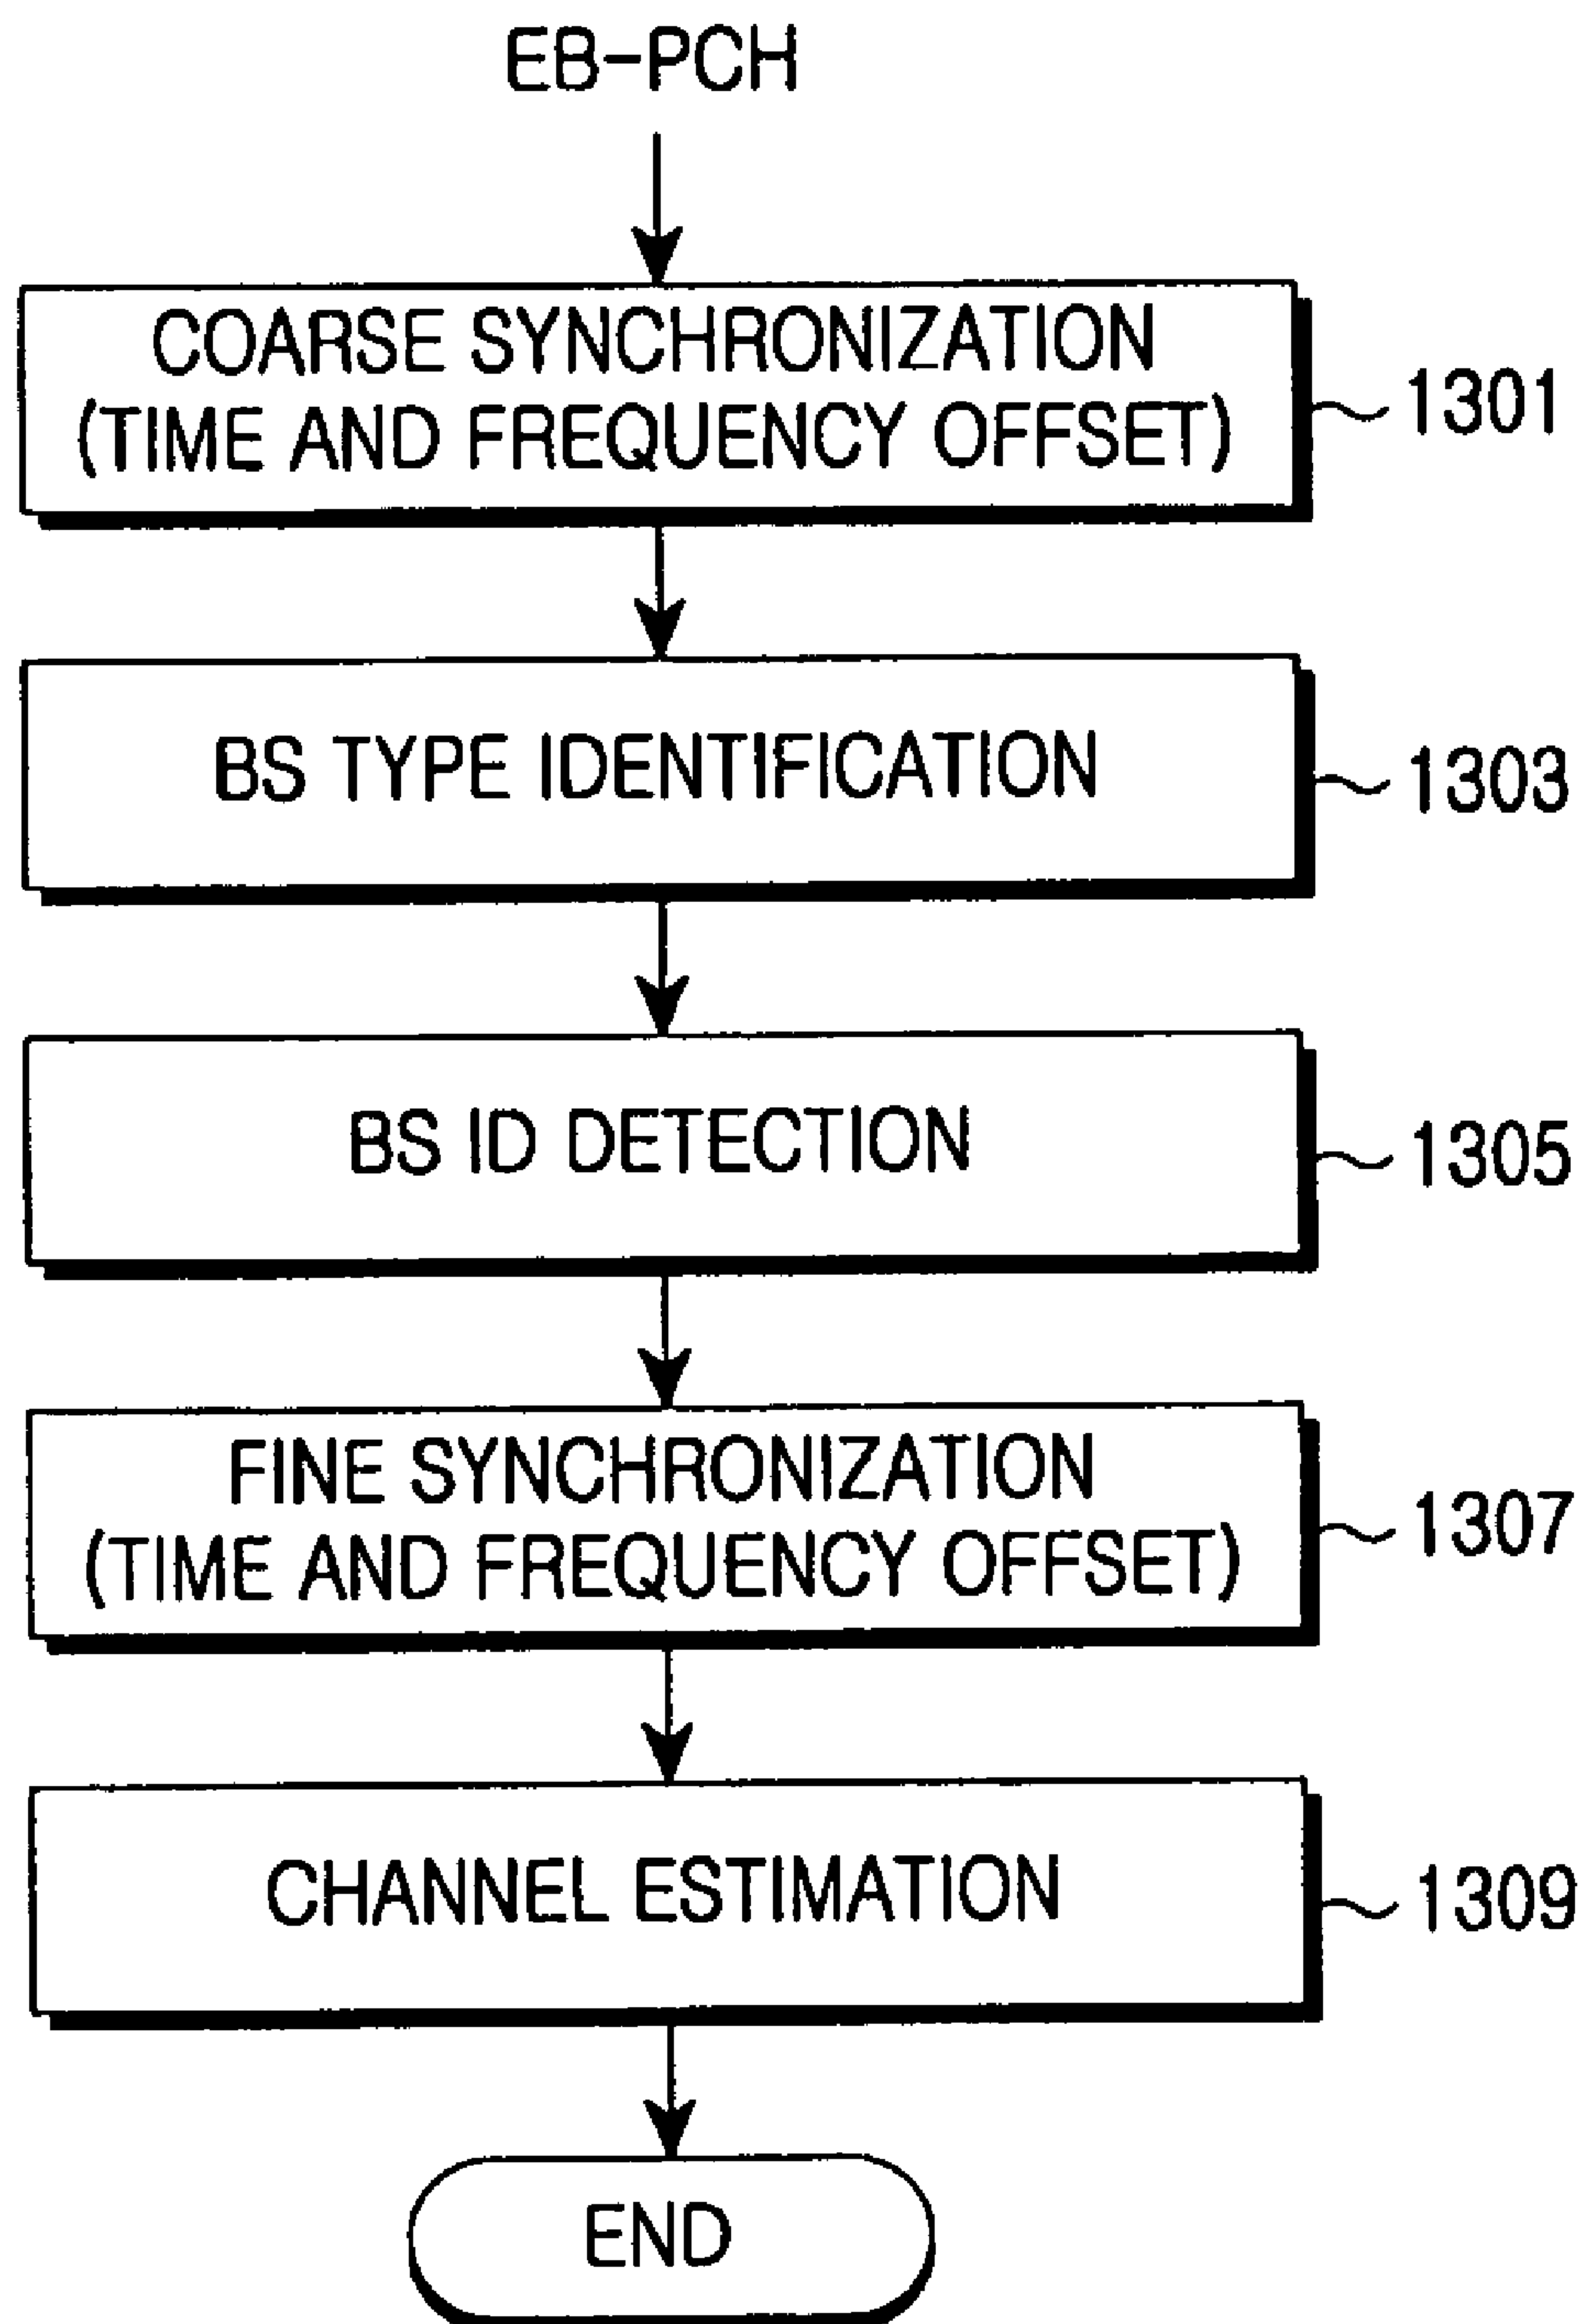 EB-PCH
COARSE SYNCHRONIZATION
(TIME AND FREQUENCY OFFSET)
1301
BS TYPE IDENTIFICATION
1303
BS ID DETECTION
1305
FINE SYNCHRONIZATION
(TIME AND FREQUENCY OFFSET)
1307
CHANNEL ESTIMATION
1309
END